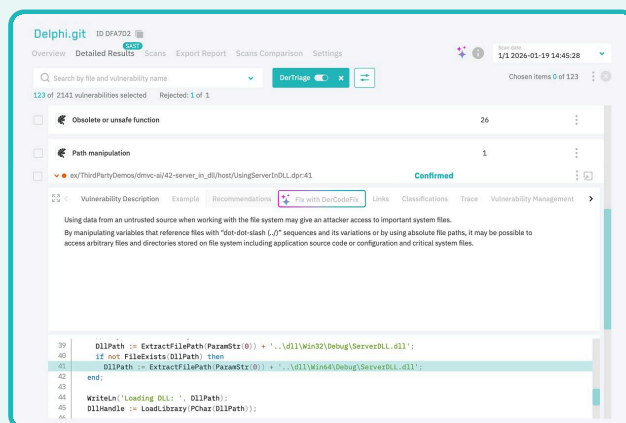 Delphi.git ID DFA7D2
SAST
Overview Detailed Results Scans Export Report Scans Comparison Settings
Scan date
1/1 2026-01-19 14:45:28
Search by file and vulnerability name
DerTriage
Chosen items 0 of 123
123 of 2141 vulnerabilities selected Rejected: 1 of 1
Obsolete or unsafe function 26
Path manipulation 1
ex/ThirdPartyDemos/dmvc-ai/42-server_in_dll/host/UsingServerInDLL.dpr:41 Confirmed
Vulnerability Description Example Recommendations Fix with DerCodeFix Links Classifications Trace Vulnerability Management
Using data from an untrusted source when working with the file system may give an attacker access to important system files.
By manipulating variables that reference files with "dot-dot-slash (../)" sequences and its variations or by using absolute file paths, it may be possible to
access arbitrary files and directories stored on file system including application source code or configuration and critical system files.
39 DllPath := ExtractFilePath(ParamStr(0)) + '..\dll\Win32\Debug\ServerDLL.dll';
40 if not FileExists(DllPath) then
41 DllPath := ExtractFilePath(ParamStr(0)) + '..\dll\Win64\Debug\ServerDLL.dll';
42 end;
43
44 WriteLn('Loading DLL: ', DllPath);
45 DllHandle := LoadLibrary(PChar(DllPath));